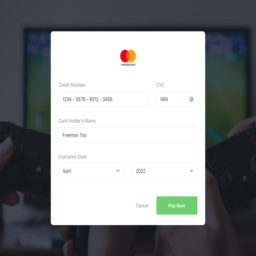 mastercard
Credit Number
CVC
1234 - 5678 - 9012 - 3456
666
Card Holder's Name
Freeman Trai
Expiration Date
April
2022
Cancel
Pay Now